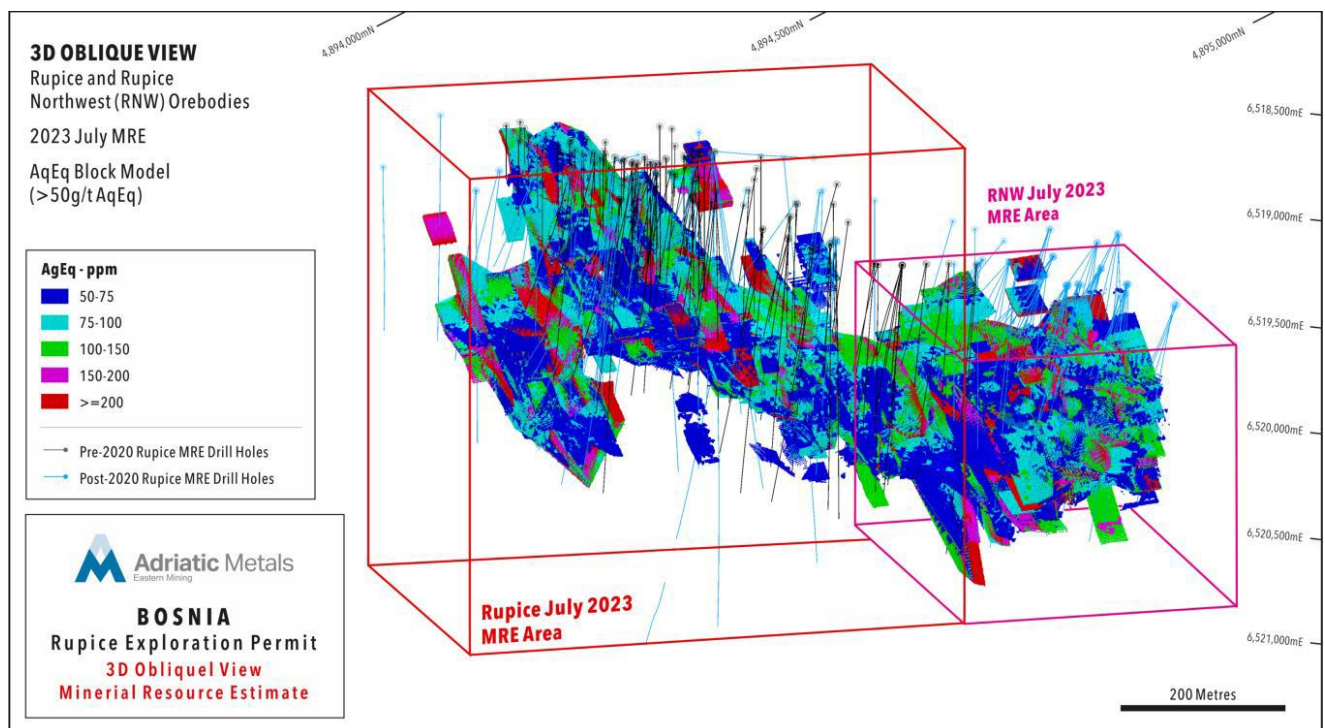 3D OBLIQUE VIEW
Rupice and Rupice
Northwest (RNW) Orebodies
2023 July MRE
AqEq Block Model
(>50g/t AqEq)
AgEq - ppm
50-75
75-100
100-150
150-200
>=200
Pre-2020 Rupice MRE Drill Holes
Post-2020 Rupice MRE Drill Holes
Adriatic Metals
Eastern Mining
BOSNIA
Rupice Exploration Permit
3D Obliquel View
Minerial Resource Estimate
4,894,000mN
4,894,500mN
4,895,000mN
6,518,500mE
6,519,000mE
6,519,500mE
6,520,000mE
6,520,500mE
6,521,000mE
RNW July 2023
MRE Area
Rupice July 2023
MRE Area
200 Metres